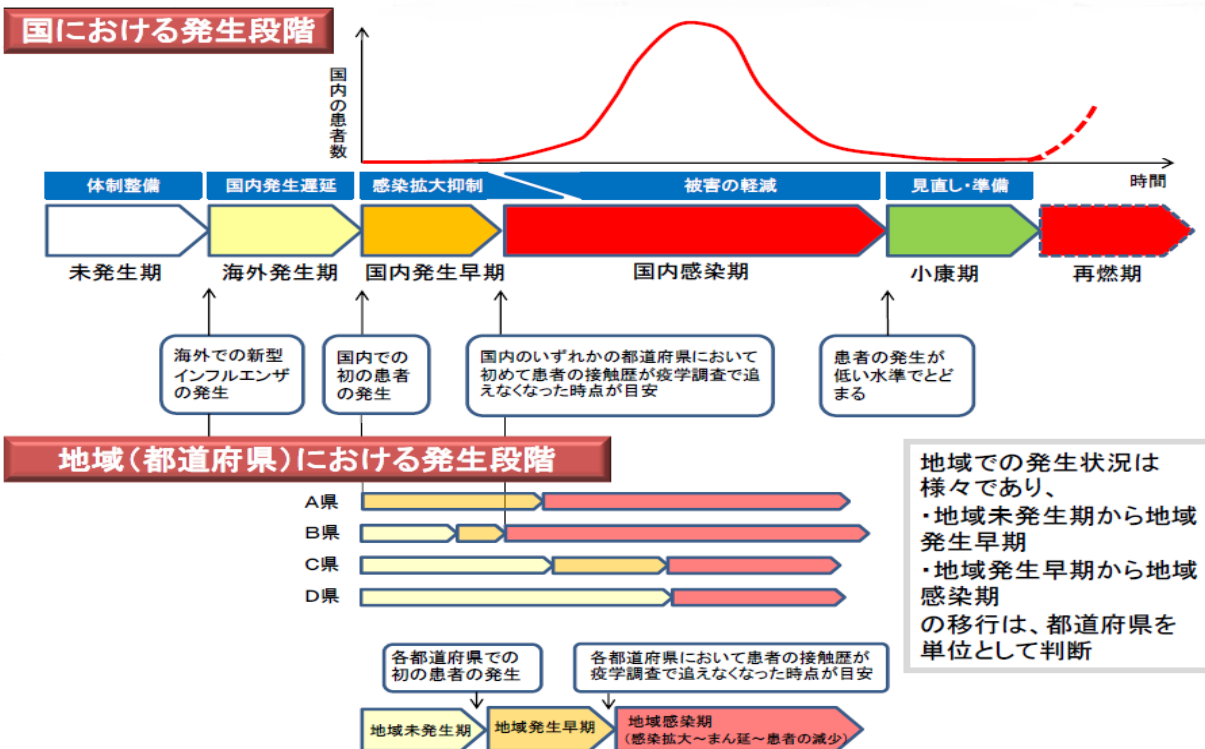 国における発生段階
国内の患者数
時間
体制整備
国内発生遅延
感染拡大抑制
被害の軽減
見直し・準備
未発生期
海外発生期
国内発生早期
国内感染期
小康期
再燃期
海外での新型
インフルエンザ
の発生
国内での
初の患者
の発生
国内のいずれかの都道府県において
初めて患者の接触歴が疫学調査で追
えなくなった時点が目安
患者の発生が
低い水準でとど
まる
地域(都道府県)における発生段階
A県
B県
C県
D県
地域での発生状況は
様々であり、
・地域未発生期から地域
発生早期
・地域発生早期から地域
感染期
の移行は、都道府県を
単位として判断
各都道府県での
初の患者の発生
各都道府県において患者の接触歴が
疫学調査で追えなくなった時点が目安
地域未発生期
地域発生早期
地域感染期
(感染拡大~まん延~患者の減少)